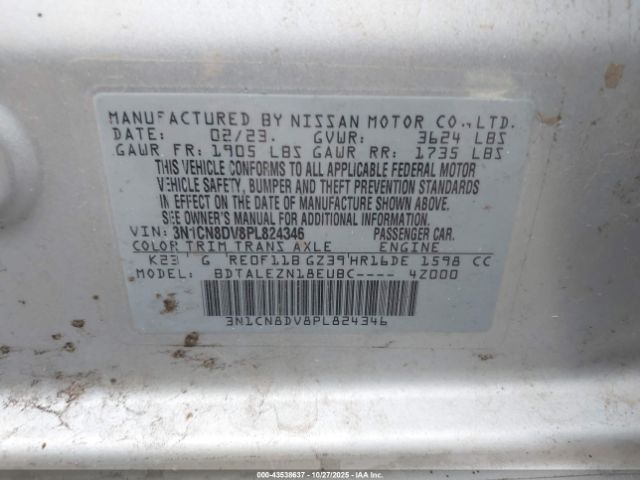 MANUFACTURED BY NISSAN MOTOR CO.,LTD.
DATE: 02/23. GVWR: 3624 LBS
GAWR FR: 1905 LBS GAWR RR: 1735 LBS
THIS VEHICLE CONFORMS TO ALL APPLICABLE FEDERAL MOTOR
VEHICLE SAFETY, BUMPER AND THEFT PREVENTION STANDARDS
IN EFFECT ON THE DATE OF MANUFACTURE SHOWN ABOVE.
SEE OWNER'S MANUAL FOR ADDITIONAL INFORMATION.
VIN: 3N1CN8DV8PL824346 PASSENGER CAR.
COLOR TRIM TRANS AXLE ENGINE
K23 G RE0F11B GZ39 HR16DE 1598 CC
MODEL: BDTALEZN18EUBC---- 4Z000
3N1CN8DV8PL824346
000-43538637 - 10/27/2025 - IAA Inc.